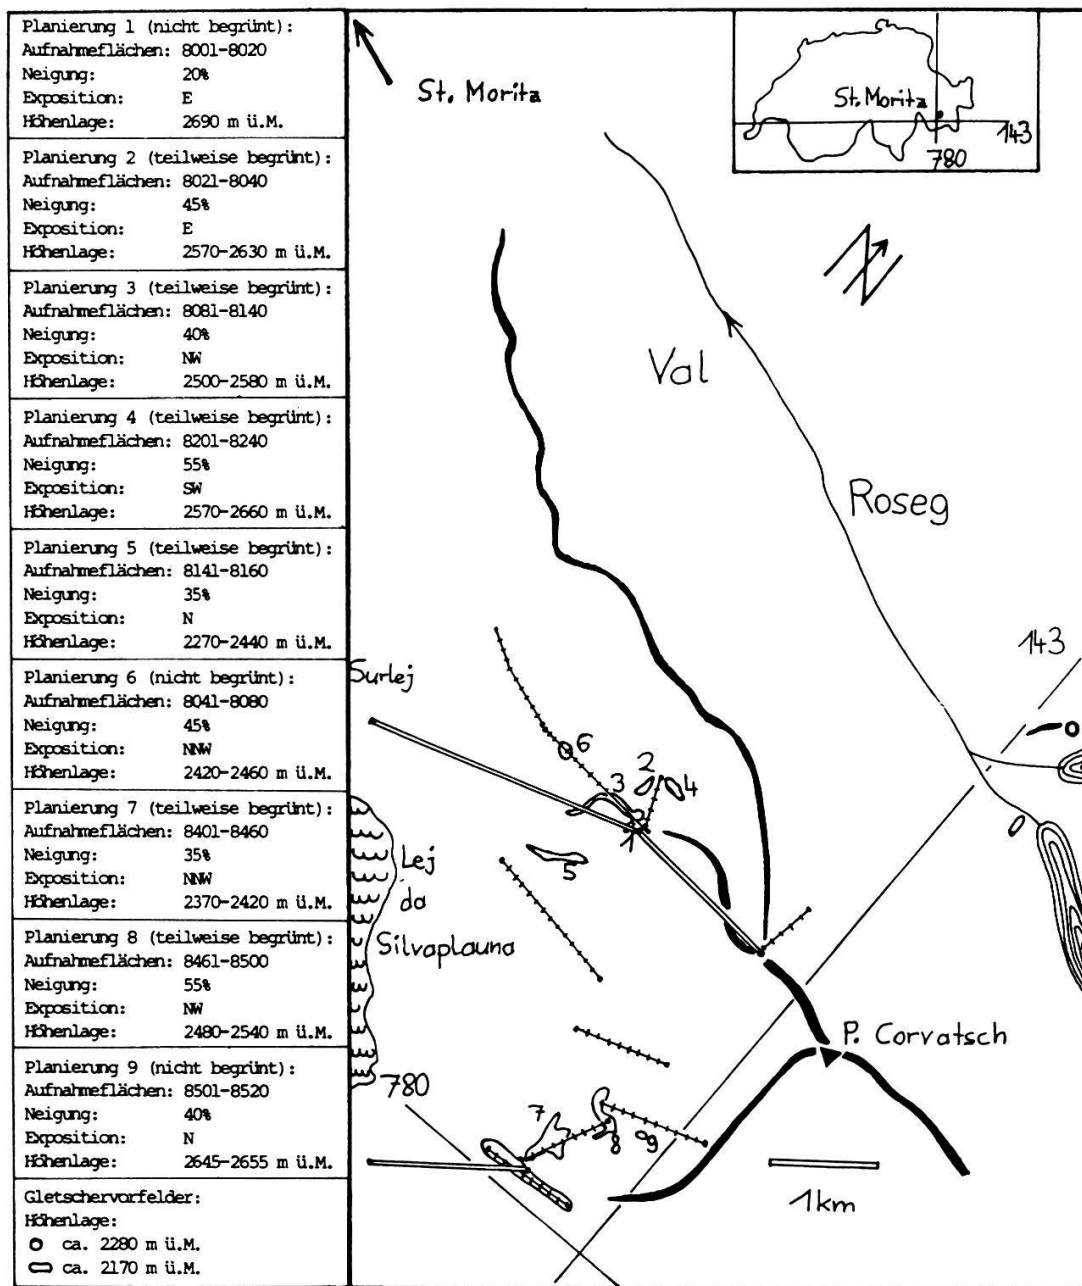 Planierung 1 (nicht begrünt):
Aufnahmeflächen: 8001-8020
Neigung: 20%
Exposition: E
Höhenlage: 2690 m ü.M.
Planierung 2 (teilweise begrünt):
Aufnahmeflächen: 8021-8040
Neigung: 45%
Exposition: E
Höhenlage: 2570-2630 m ü.M.
Planierung 3 (teilweise begrünt):
Aufnahmeflächen: 8081-8140
Neigung: 40%
Exposition: NW
Höhenlage: 2500-2580 m ü.M.
Planierung 4 (teilweise begrünt):
Aufnahmeflächen: 8201-8240
Neigung: 55%
Exposition: SW
Höhenlage: 2570-2660 m ü.M.
Planierung 5 (teilweise begrünt):
Aufnahmeflächen: 8141-8160
Neigung: 35%
Exposition: N
Höhenlage: 2270-2440 m ü.M.
Planierung 6 (nicht begrünt):
Aufnahmeflächen: 8041-8080
Neigung: 45%
Exposition: NNW
Höhenlage: 2420-2460 m ü.M.
Planierung 7 (teilweise begrünt):
Aufnahmeflächen: 8401-8460
Neigung: 35%
Exposition: NNW
Höhenlage: 2370-2420 m ü.M.
Planierung 8 (teilweise begrünt):
Aufnahmeflächen: 8461-8500
Neigung: 55%
Exposition: NW
Höhenlage: 2480-2540 m ü.M.
Planierung 9 (nicht begrünt):
Aufnahmeflächen: 8501-8520
Neigung: 40%
Exposition: N
Höhenlage: 2645-2655 m ü.M.
Gletschervorfelder:
Höhenlage:
ca. 2280 m ü.M.
ca. 2170 m ü.M.
St. Moritz
St. Moritz
143
780
N
Val
Roseg
143
Surlej
6
2
3
4
1
5
Lej
da
Silvaplauna
P. Corvatsch
780
7
8
9
1km